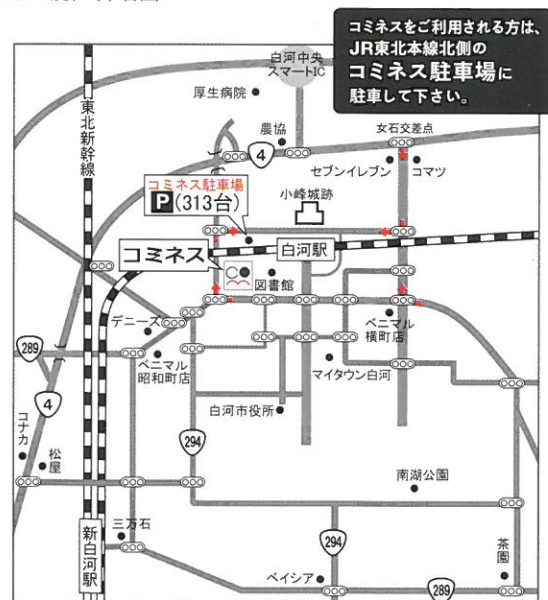 コミネスをご利用される方は、
JR東北本線北側の
コミネス駐車場に
駐車して下さい。
白河中央
スマートIC
厚生病院
東北新幹線
農協
女石交差点
4
セブンイレブン
コマツ
コミネス駐車場
P(313台)
小峰城跡
コミネス
白河駅
図書館
デニーズ
ベニマル
横町店
289
ベニマル
昭和町店
マイタウン白河
4
白河市役所
コナカ
松屋
294
南湖公園
新白河駅
三万石
294
茶園
ベイシア
289